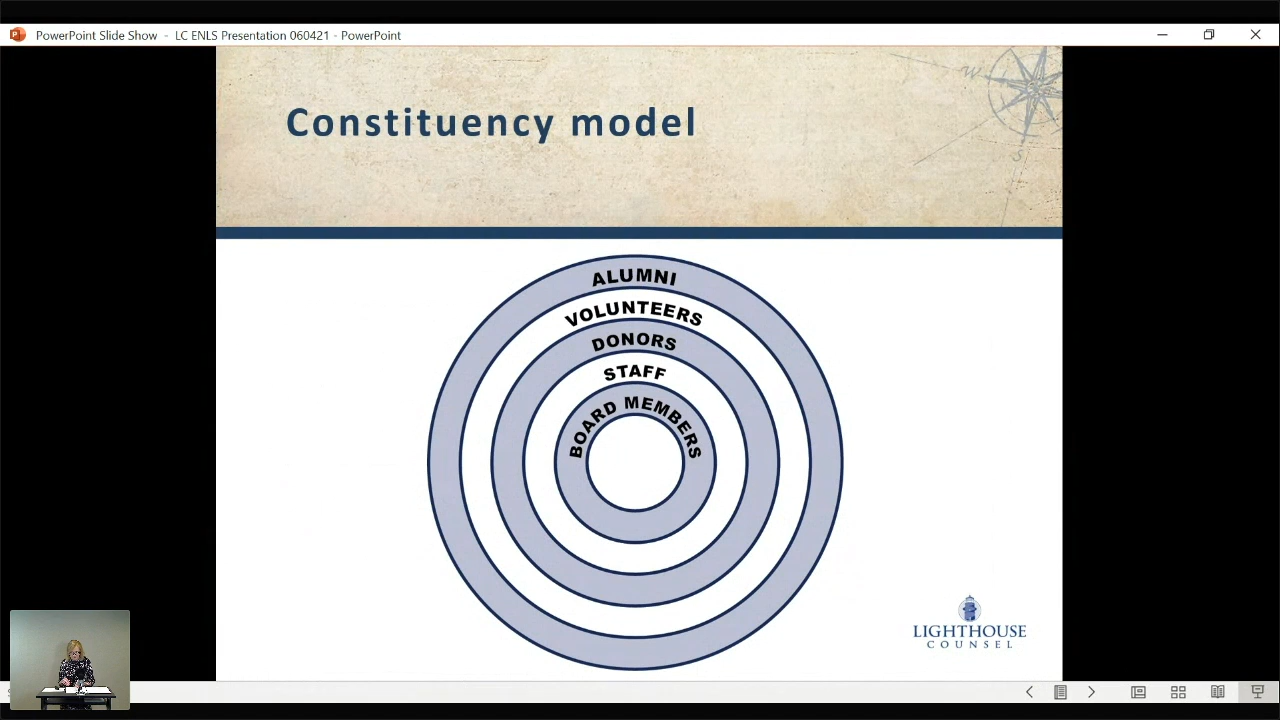 PowerPoint Slide Show - LC ENLS Presentation 060421 - PowerPoint
W
S
Constituency model
ALUMNI
VOLUNTEERS
DONORS
STAFF
BOARD MEMBERS
LIGHTHOUSE
COUNSEL